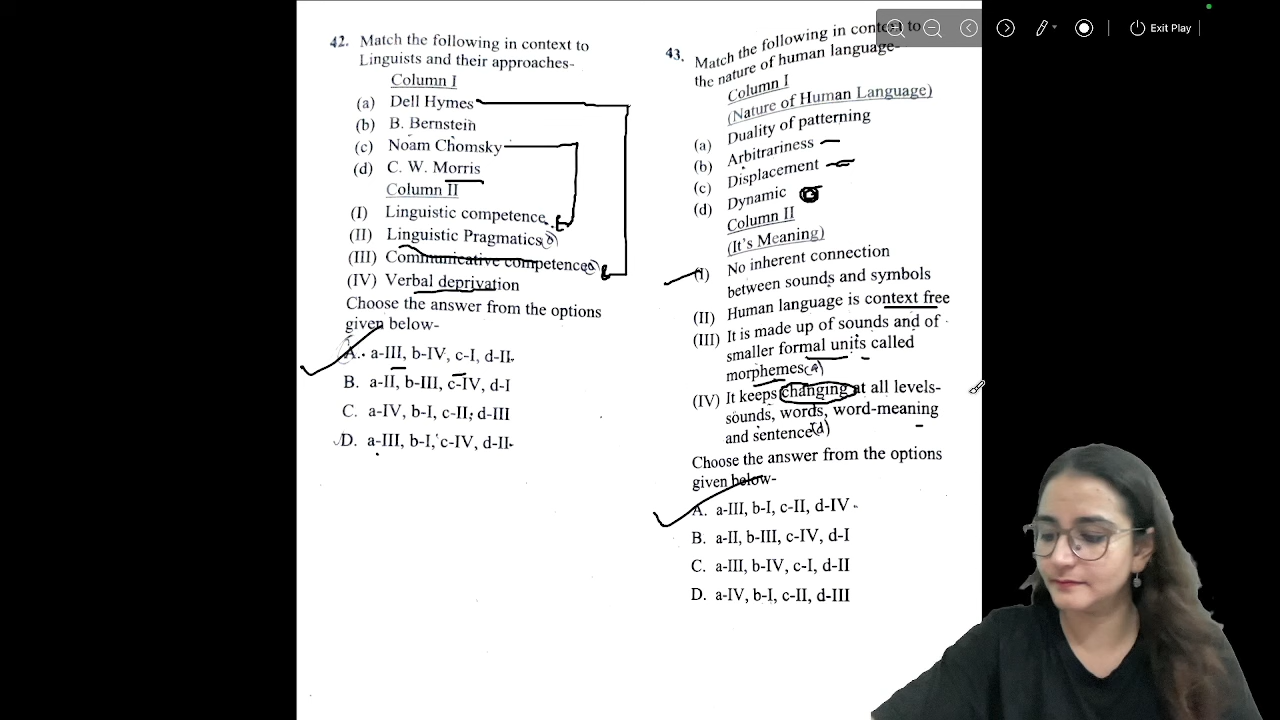 Exit Play
42. Match the following in context to
Linguists and their approaches-
Column I
(a) Dell Hymes
(b) B. Bernstein
(c) Noam Chomsky
(d) C. W. Morris
Column II
(I) Linguistic competence
(II) Linguistic Pragmatics (b)
(III) Communicative competence (a)
(IV) Verbal deprivation
Choose the answer from the options
given below-
A. a-III, b-IV, c-I, d-II
B. a-II, b-III, c-IV, d-I
C. a-IV, b-I, c-II, d-III
D. a-III, b-I, c-IV, d-II
43. Match the following in context to
the nature of human language-
Column I
(Nature of Human Language)
(a) Duality of patterning
(b) Arbitrariness
(c) Displacement
(d) Dynamic
Column II
(It's Meaning)
(I) No inherent connection
between sounds and symbols
(II) Human language is context free
(III) It is made up of sounds and of
smaller formal units called
morphemes (a)
(IV) It keeps changing at all levels-
sounds, words, word-meaning
and sentence (d)
Choose the answer from the options
given below-
A. a-III, b-I, c-II, d-IV
B. a-II, b-III, c-IV, d-I
C. a-III, b-IV, c-I, d-II
D. a-IV, b-I, c-II, d-III